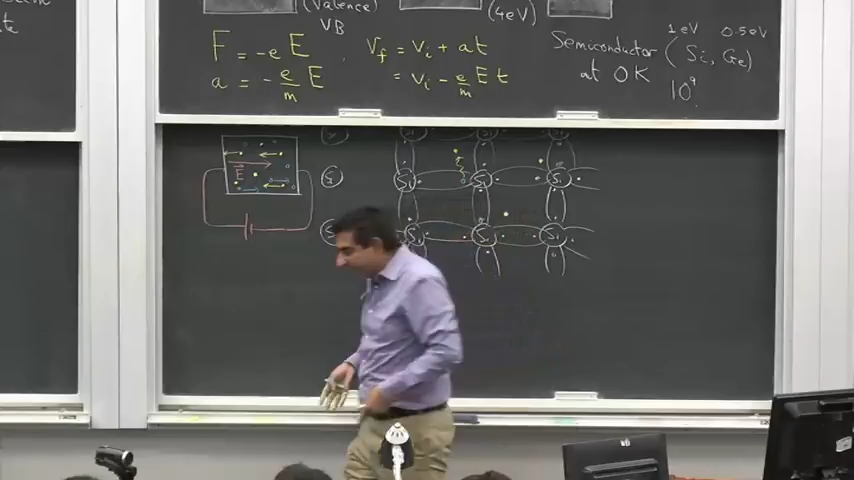 (Valence
VB
(4eV)
F = -e E , Vf = Vi + at
a = - e/m E = Vi - e/m E t
1eV 0.5eV
Semiconductor (Si, Ge)
at 0K 10⁹
E
Si Si Si
Si Si Si